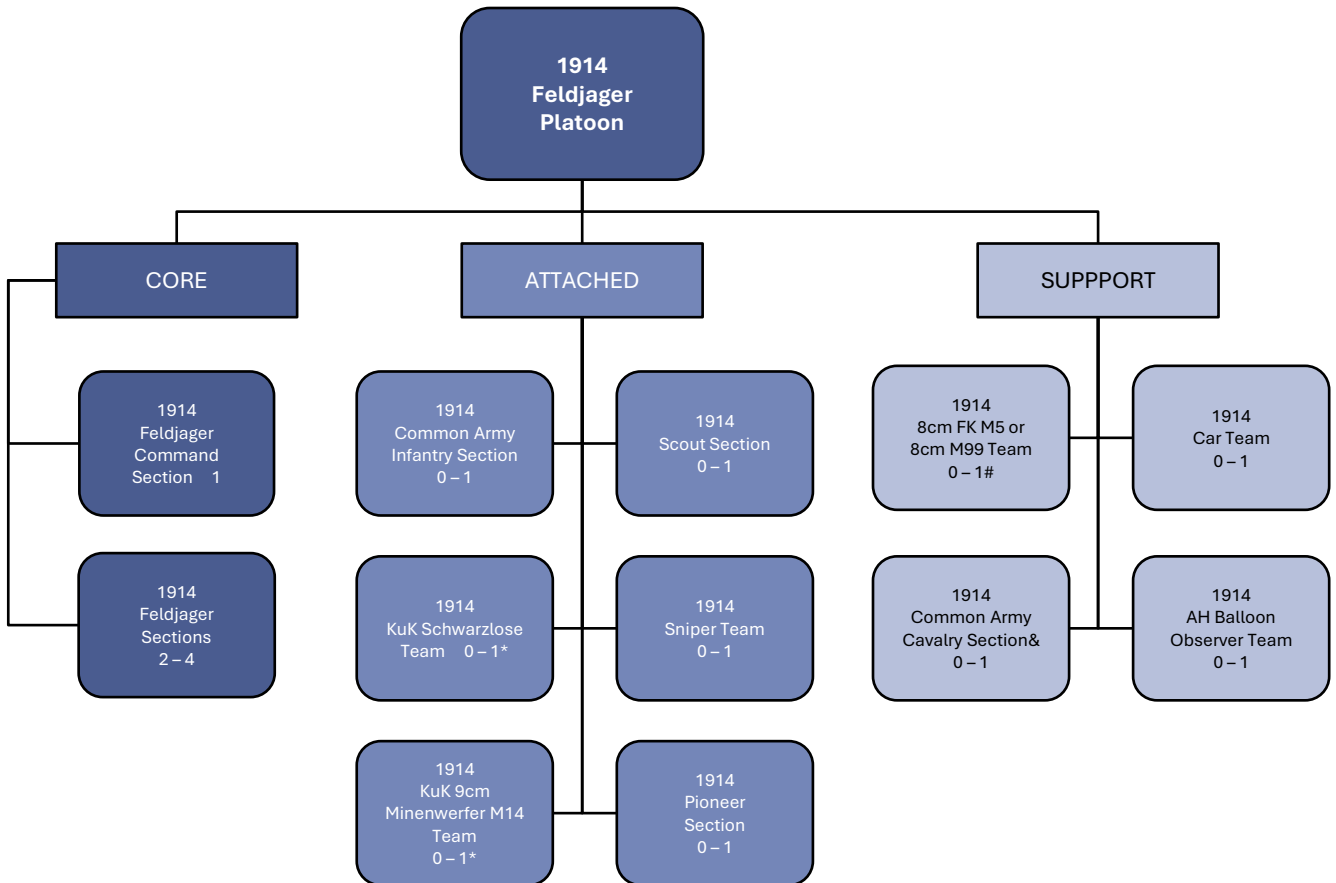 1914
Feldjager
Platoon
CORE
ATTACHED
SUPPPORT
1914
Feldjager
Command
Section 1
1914
Feldjager
Sections
2 – 4
1914
Common Army
Infantry Section
0 – 1
1914
Scout Section
0 – 1
1914
KuK Schwarzlose
Team 0 – 1*
1914
Sniper Team
0 – 1
1914
KuK 9cm
Minenwerfer M14
Team
0 – 1*
1914
Pioneer
Section
0 – 1
1914
8cm FK M5 or
8cm M99 Team
0 – 1#
1914
Car Team
0 – 1
1914
Common Army
Cavalry Section&
0 – 1
1914
AH Balloon
Observer Team
0 – 1